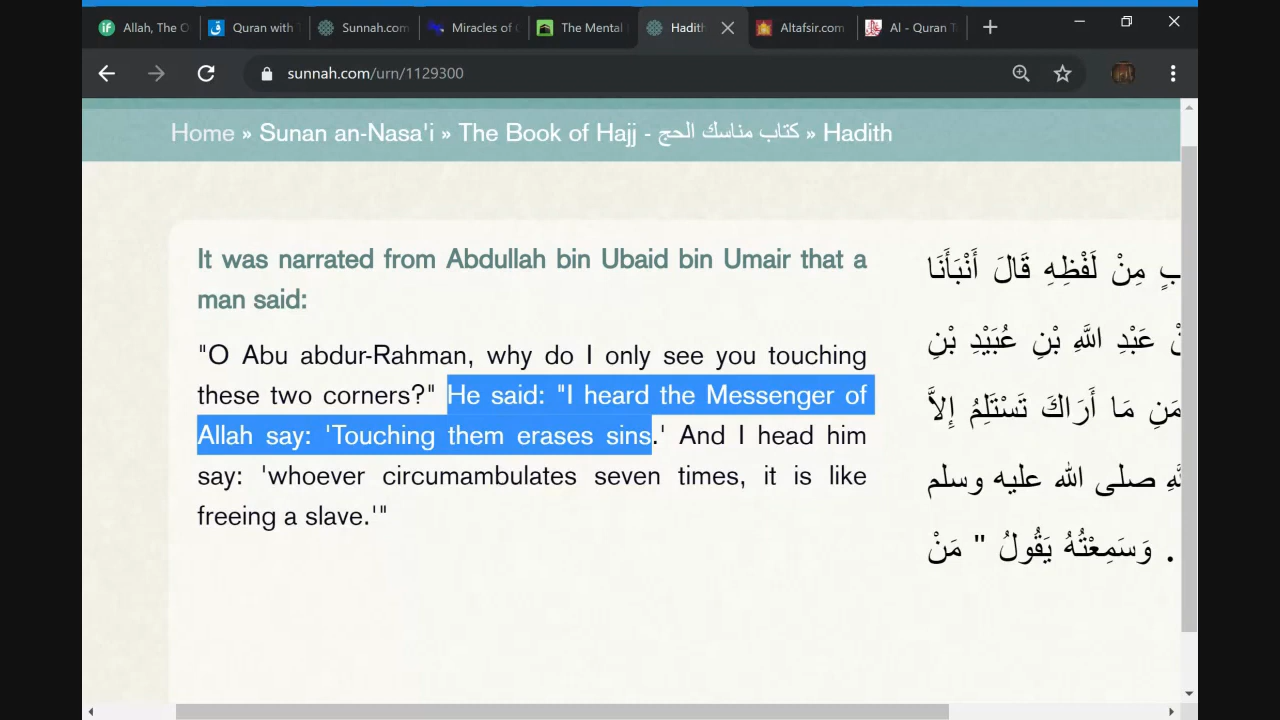 Allah, The O
Quran with T
Sunnah.com
Miracles of
The Mental
Hadith
Altafsir.com
Al - Quran T
sunnah.com/urn/1129300
Home » Sunan an-Nasa'i » The Book of Hajj - كتاب مناسك الحج » Hadith
It was narrated from Abdullah bin Ubaid bin Umair that a
man said:
"O Abu abdur-Rahman, why do I only see you touching
these two corners?" He said: "I heard the Messenger of
Allah say: 'Touching them erases sins.' And I head him
say: 'whoever circumambulates seven times, it is like
freeing a slave.'"
مِنْ لَفْظِهِ قَالَ أَنْبَأَنَا
عَبْدِ اللَّهِ بْنِ عُبَيْدِ بْنِ
مَا أَرَاكَ تَسْتَلِمُ إِلاَّ
صلى الله عليه وسلم
. وَسَمِعْتُهُ يَقُولُ " مَنْ